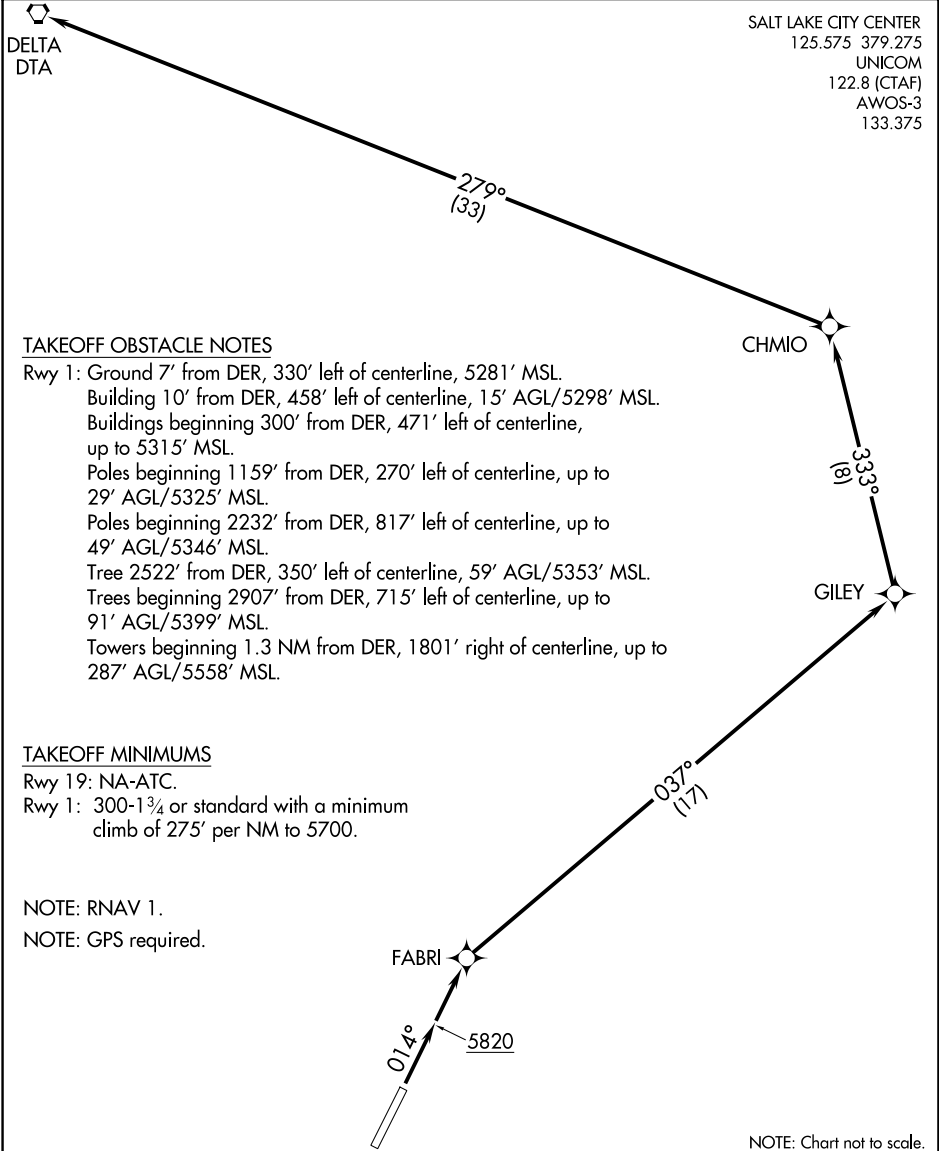 DELTA
DTA
SALT LAKE CITY CENTER
125.575 379.275
UNICOM
122.8 (CTAF)
AWOS-3
133.375
279°
(33)
CHMIO
TAKEOFF OBSTACLE NOTES
Rwy 1: Ground 7' from DER, 330' left of centerline, 5281' MSL.
Building 10' from DER, 458' left of centerline, 15' AGL/5298' MSL.
Buildings beginning 300' from DER, 471' left of centerline,
up to 5315' MSL.
Poles beginning 1159' from DER, 270' left of centerline, up to
29' AGL/5325' MSL.
Poles beginning 2232' from DER, 817' left of centerline, up to
49' AGL/5346' MSL.
Tree 2522' from DER, 350' left of centerline, 59' AGL/5353' MSL.
Trees beginning 2907' from DER, 715' left of centerline, up to
91' AGL/5399' MSL.
Towers beginning 1.3 NM from DER, 1801' right of centerline, up to
287' AGL/5558' MSL.
333°
(8)
GILEY
TAKEOFF MINIMUMS
Rwy 19: NA-ATC.
Rwy 1: 300-1¾ or standard with a minimum
climb of 275' per NM to 5700.
037°
(17)
NOTE: RNAV 1.
NOTE: GPS required.
FABRI
014°
5820
NOTE: Chart not to scale.